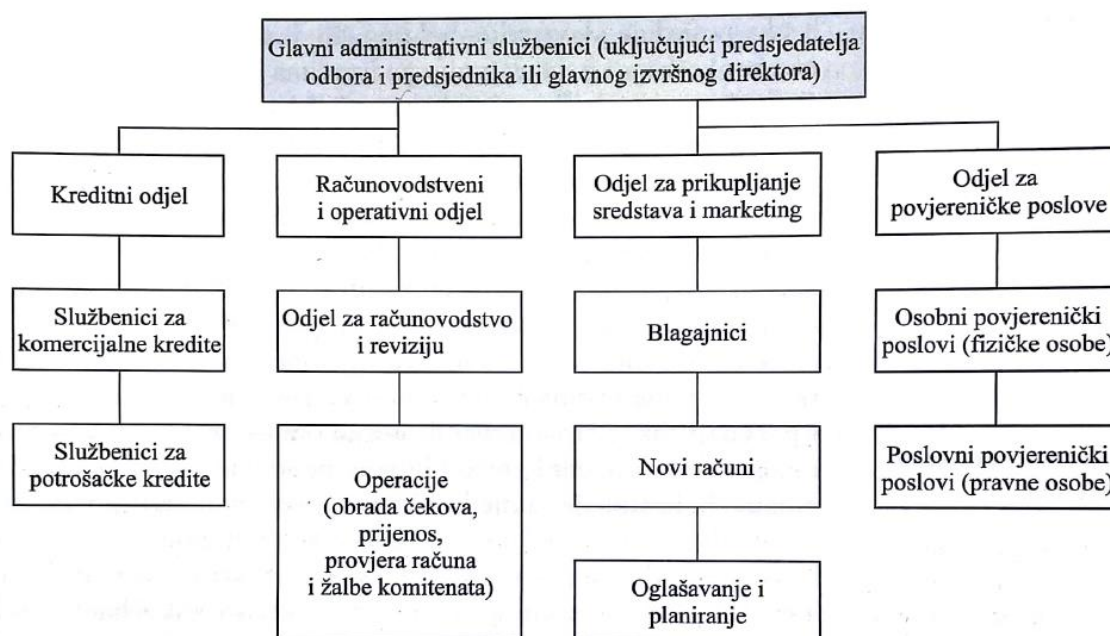 Glavni administrativni službenici (uključujući predsjedatelja
odbora i predsjednika ili glavnog izvršnog direktora)
Kreditni odjel
Računovodstveni
i operativni odjel
Odjel za prikupljanje
sredstava i marketing
Odjel za
povjereničke poslove
Službenici za
komercijalne kredite
Odjel za računovodstvo
i reviziju
Blagajnici
Osobni povjerenički
poslovi (fizičke osobe)
Službenici za
potrošačke kredite
Operacije
(obrada čekova,
prijenos,
provjera računa
i žalbe komitenata)
Novi računi
Poslovni povjerenički
poslovi (pravne osobe)
Oglašavanje i
planiranje